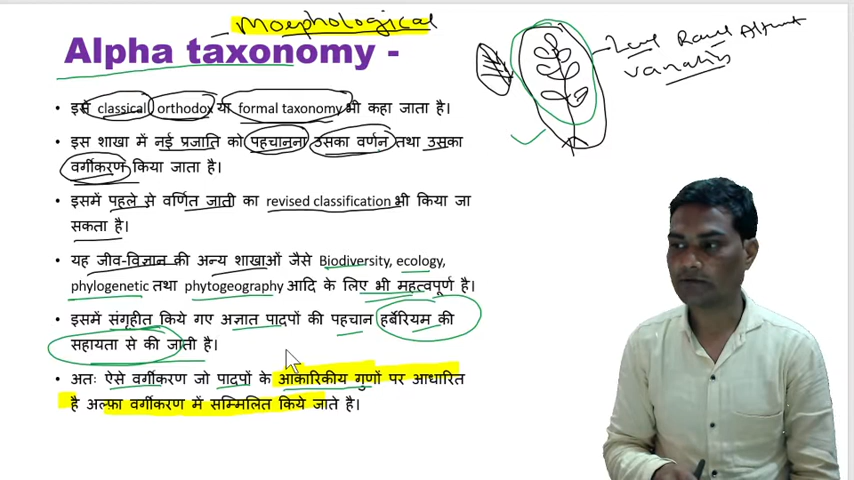 Morphological
Alpha taxonomy -
• इसे classical orthodox या formal taxonomy भी कहा जाता है।
• इस शाखा में नई प्रजाति को पहचानना उसका वर्णन तथा उसका
वर्गीकरण किया जाता है।
• इसमें पहले से वर्णित जाती का revised classification भी किया जा
सकता है।
• यह जीव-विज्ञान की अन्य शाखाओं जैसे Biodiversity, ecology,
phylogenetic तथा phytogeography आदि के लिए भी महत्वपूर्ण है।
• इसमें संगृहीत किये गए अज्ञात पादपों की पहचान हर्बेरियम की
सहायता से की जाती है।
• अतः ऐसे वर्गीकरण जो पादपों के आकारिकीय गुणों पर आधारित
है अल्फ़ा वर्गीकरण में सम्मिलित किये जाते है।